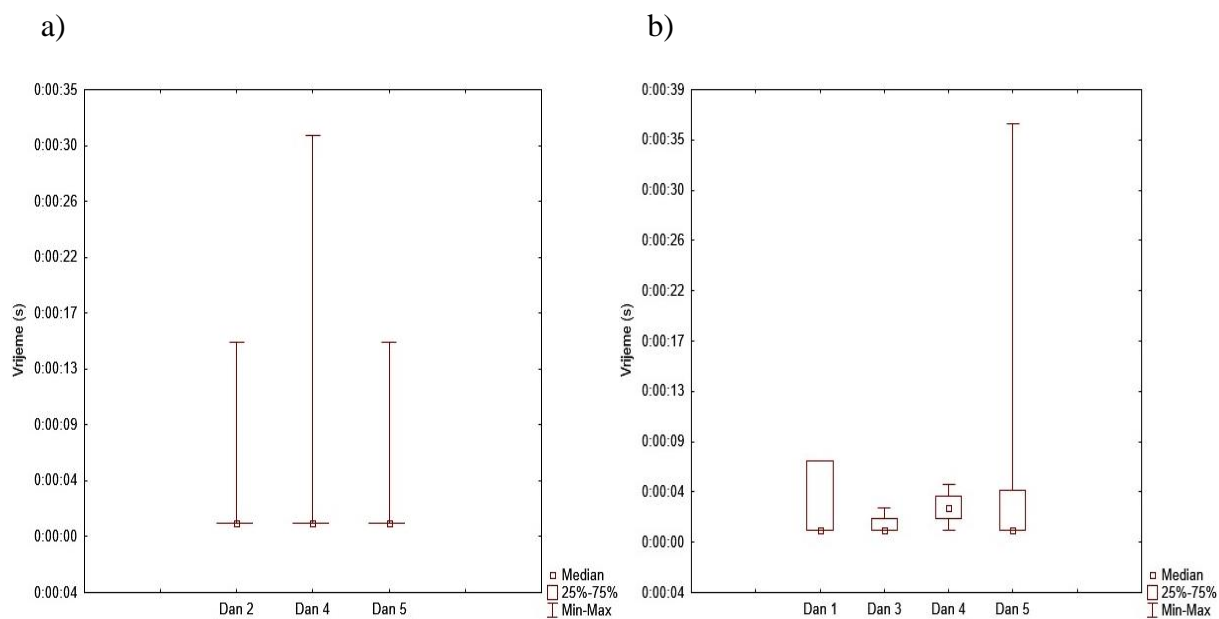 a)
0:00:35
0:00:30
0:00:26
0:00:22
0:00:17
0:00:13
0:00:09
0:00:04
0:00:00
0:00:04
Vrijeme (s)
Dan 2 Dan 4 Dan 5
Median
25%-75%
Min-Max
b)
0:00:39
0:00:35
0:00:30
0:00:26
0:00:22
0:00:17
0:00:13
0:00:09
0:00:04
0:00:00
0:00:04
Vrijeme (s)
Dan 1 Dan 3 Dan 4 Dan 5
Median
25%-75%
Min-Max